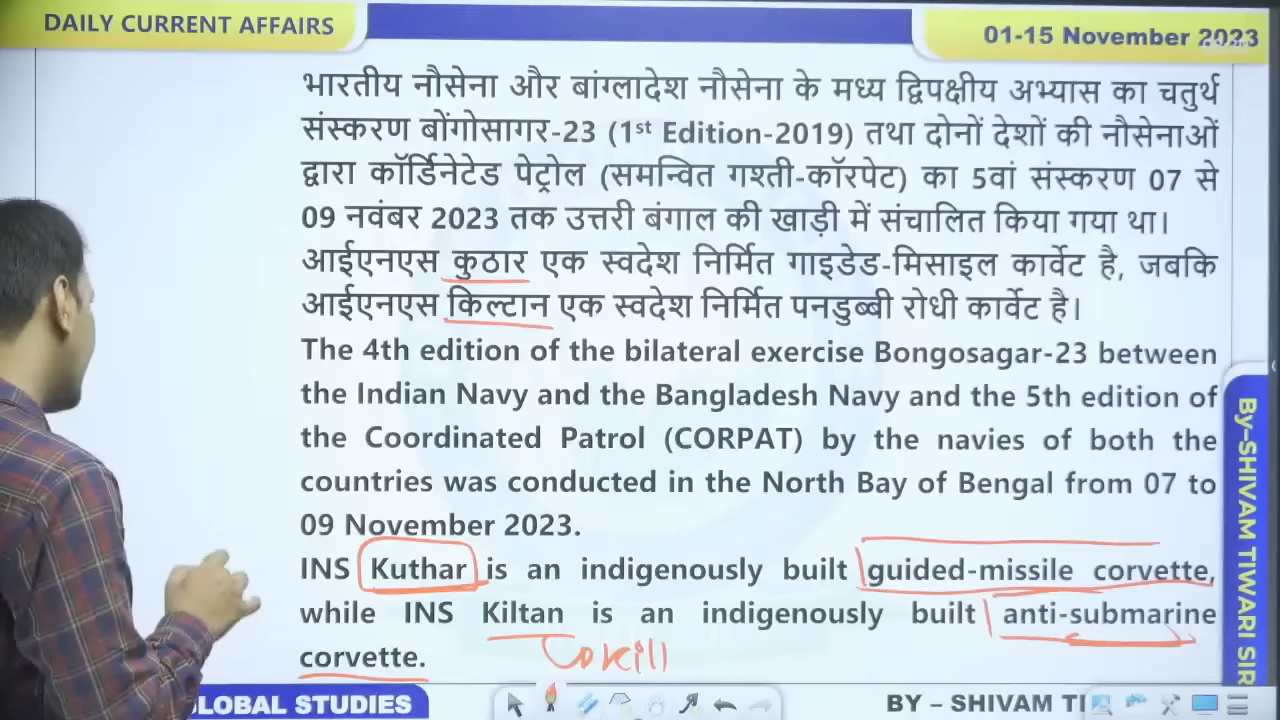 DAILY CURRENT AFFAIRS
01-15 November 2023
भारतीय नौसेना और बांग्लादेश नौसेना के मध्य द्विपक्षीय अभ्यास का चतुर्थ
संस्करण बोंगोसागर-23 (1st Edition-2019) तथा दोनों देशों की नौसेनाओं
द्वारा कॉर्डिनेटेड पेट्रोल (समन्वित गश्ती-कॉरपेट) का 5वां संस्करण 07 से
09 नवंबर 2023 तक उत्तरी बंगाल की खाड़ी में संचालित किया गया था।
आईएनएस कुठार एक स्वदेश निर्मित गाइडेड-मिसाइल कार्वेट है, जबकि
आईएनएस किल्टान एक स्वदेश निर्मित पनडुब्बी रोधी कार्वेट है।
The 4th edition of the bilateral exercise Bongosagar-23 between
the Indian Navy and the Bangladesh Navy and the 5th edition of
the Coordinated Patrol (CORPAT) by the navies of both the
countries was conducted in the North Bay of Bengal from 07 to
09 November 2023.
INS Kuthar is an indigenously built guided-missile corvette,
while INS Kiltan is an indigenously built anti-submarine
corvette.
By-SHIVAM TIWARI SIR
LOBAL STUDIES
BY – SHIVAM TI